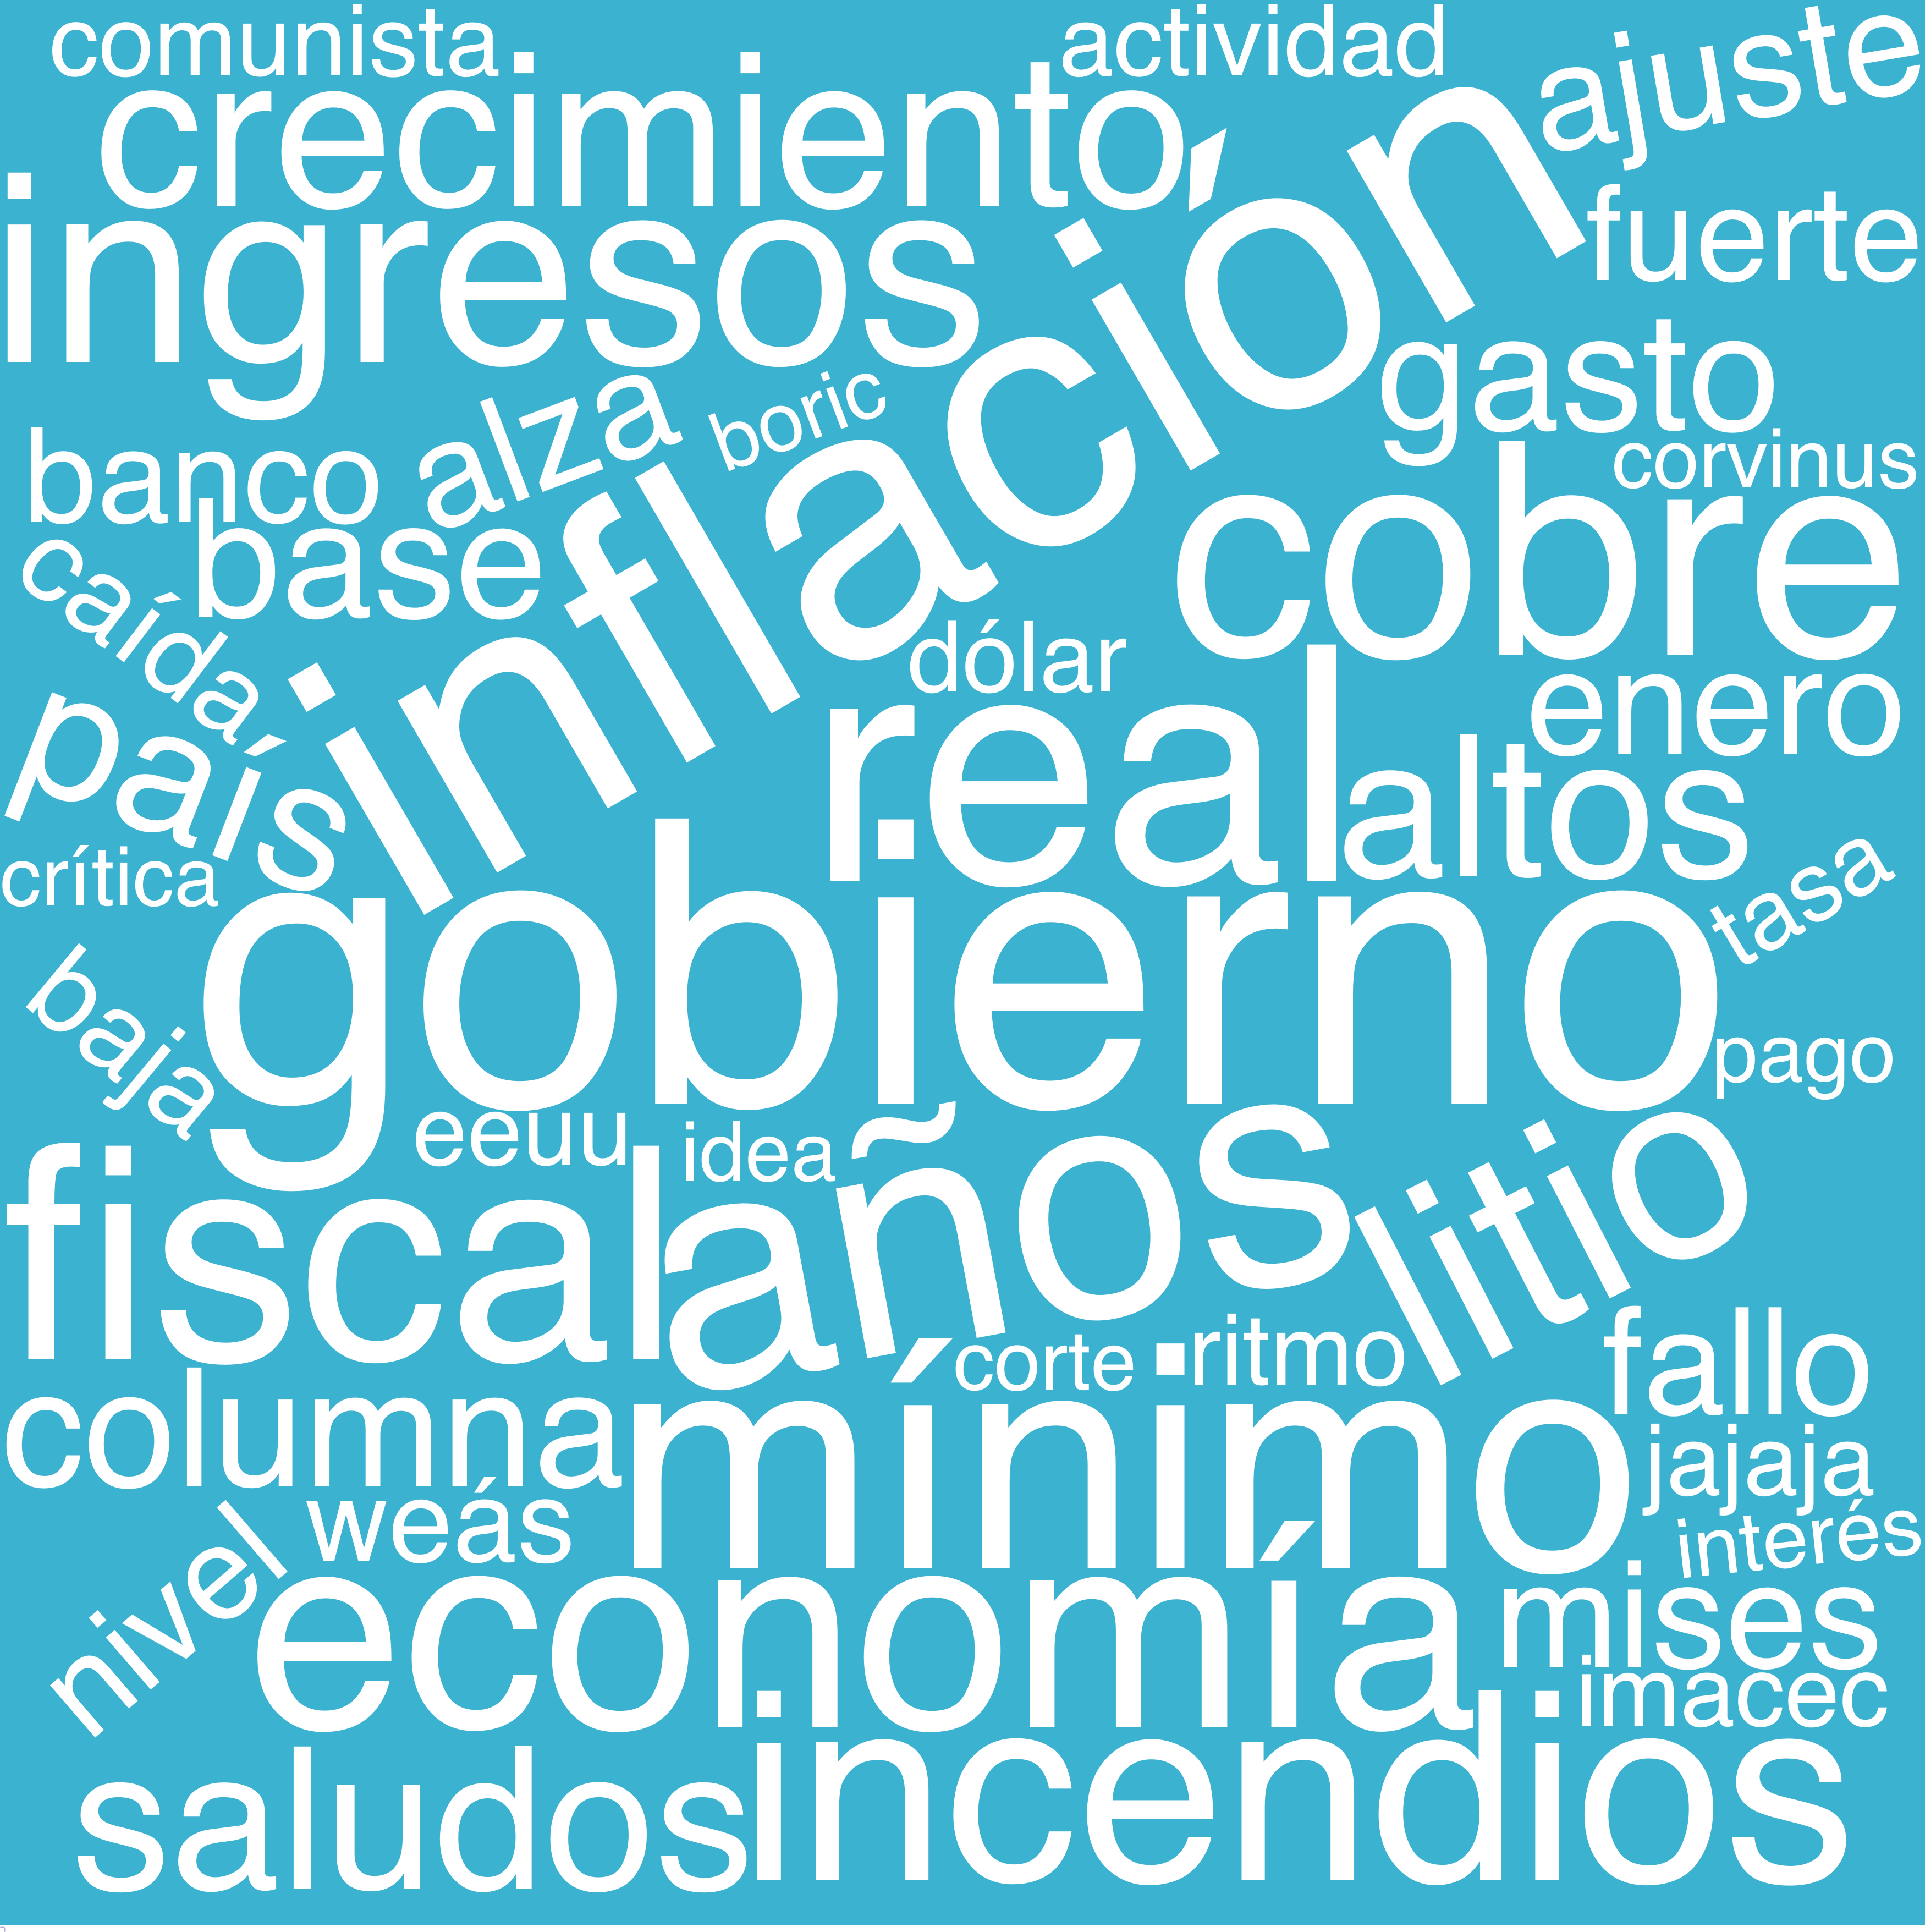 comunista
actividad
ajuste
crecimiento
ingresos
inflación
fuerte
gasto
banco
alza
boric
corvinus
cobre
base
caída
dólar
enero
país
real
altos
crítica
tasa
gobierno
baja
pago
eeuu
idea
fiscal
años
litio
corte
ritmo
fallo
columna
mínimo
jajaja
weás
interés
nivel
economía
mises
imacec
saludos
incendios